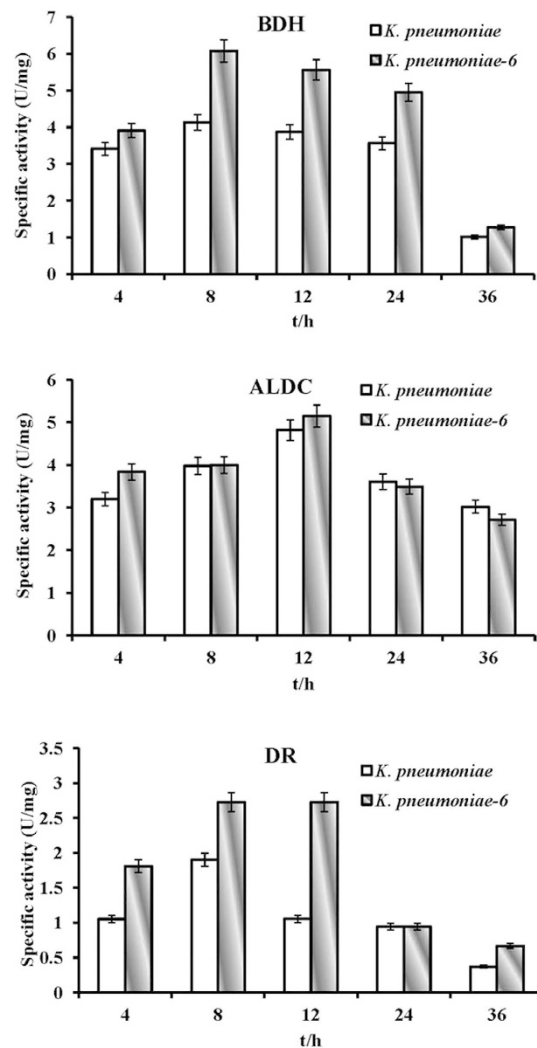 BDH
K. pneumoniae
K. pneumoniae-6
Specific activity (U/mg)
7
6
5
4
3
2
1
0
4 8 12 24 36
t/h
ALDC
K. pneumoniae
K. pneumoniae-6
Specific activity (U/mg)
6
5
4
3
2
1
0
4 8 12 24 36
t/h
DR
K. pneumoniae
K. pneumoniae-6
Specific activity (U/mg)
3.5
3
2.5
2
1.5
1
0.5
0
4 8 12 24 36
t/h